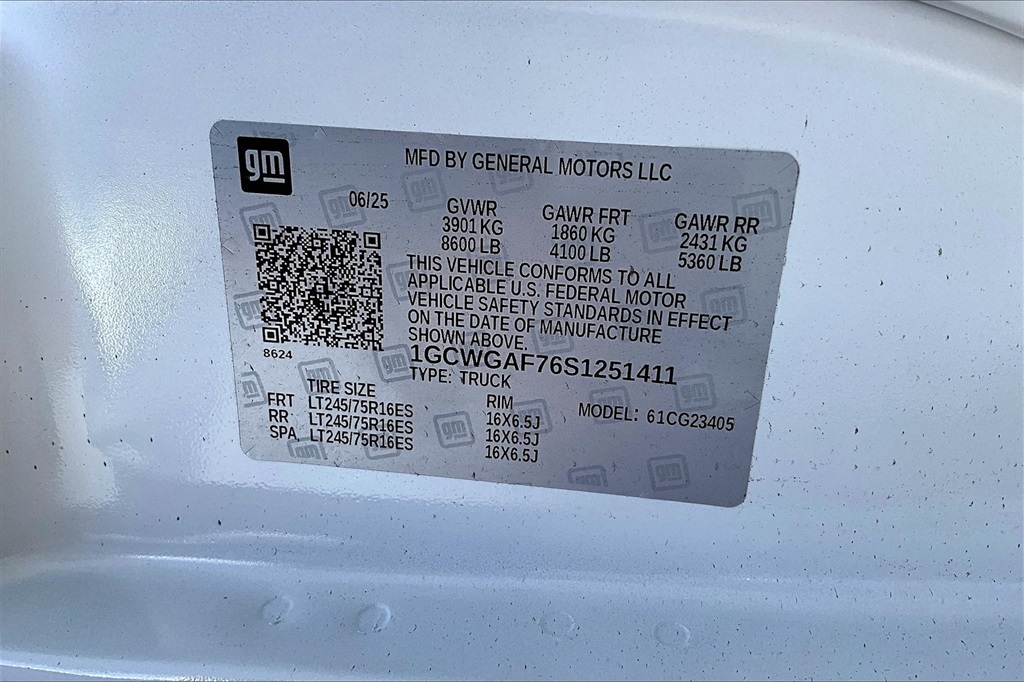 gm
MFD BY GENERAL MOTORS LLC
06/25
GVWR GAWR FRT GAWR RR
3901 KG 1860 KG 2431 KG
8600 LB 4100 LB 5360 LB
THIS VEHICLE CONFORMS TO ALL
APPLICABLE U.S. FEDERAL MOTOR
VEHICLE SAFETY STANDARDS IN EFFECT
ON THE DATE OF MANUFACTURE
SHOWN ABOVE.
8624
1GCWGAF76S1251411
TYPE: TRUCK
TIRE SIZE RIM
FRT LT245/75R16ES 16X6.5J
RR LT245/75R16ES 16X6.5J
SPA LT245/75R16ES 16X6.5J
MODEL: 61CG23405